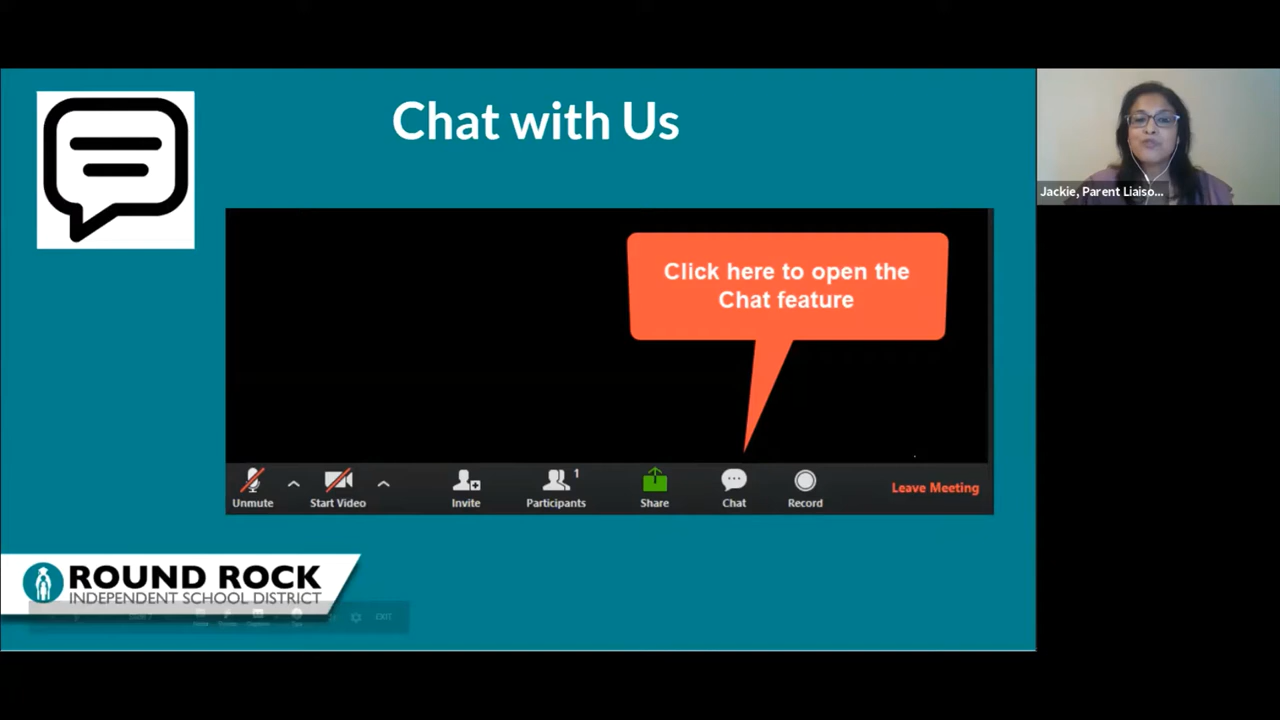 Chat with Us
Jackie, Parent Liaiso...
Click here to open the
Chat feature
1
Unmute
Start Video
Invite
Participants
Share
Chat
Record
Leave Meeting
ROUND ROCK
INDEPENDENT SCHOOL DISTRICT
EXIT